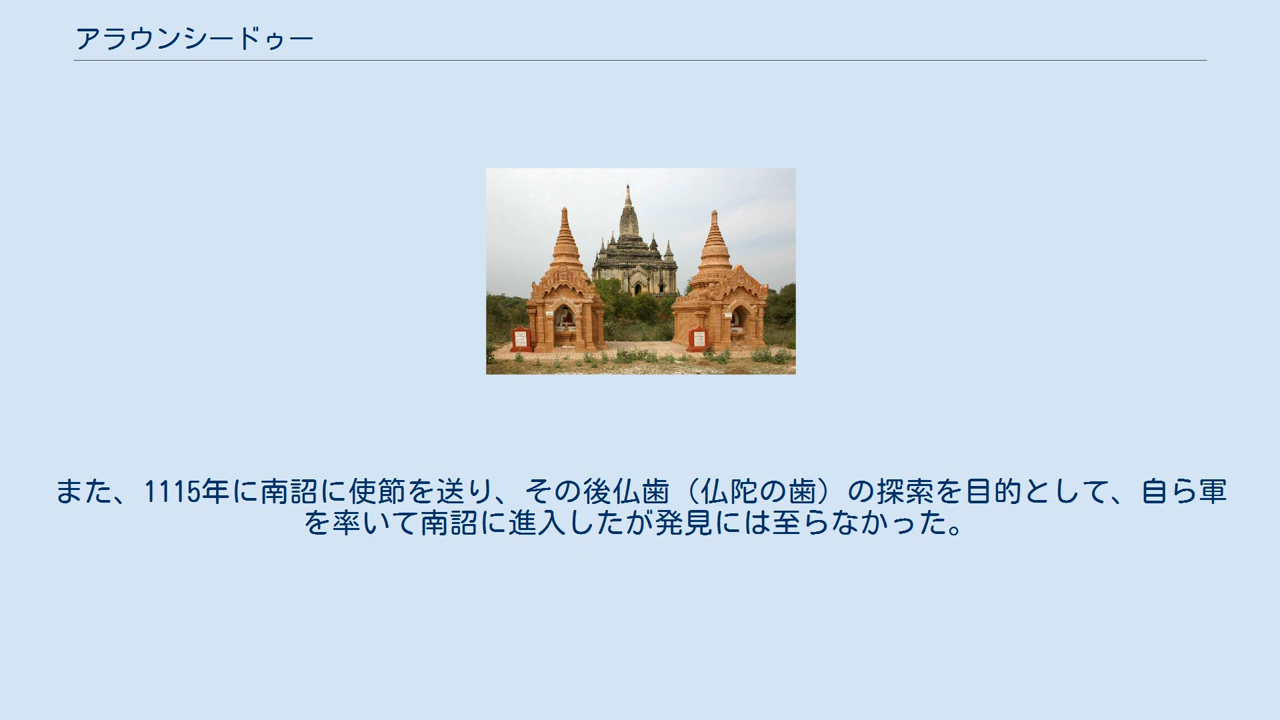 アラウンシードゥー
また、1115年に南詔に使節を送り、その後仏歯（仏陀の歯）の探索を目的として、自ら軍
を率いて南詔に進入したが発見には至らなかった。